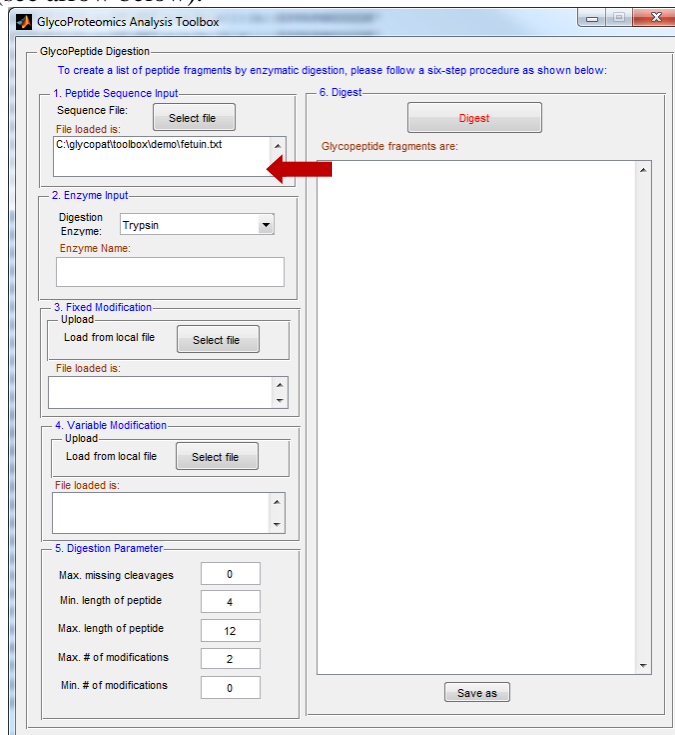 (see arrow below).
GlycoProteomics Analysis Toolbox
GlycoPeptide Digestion
To create a list of peptide fragments by enzymatic digestion, please follow a six-step procedure as shown below:
1. Peptide Sequence Input
Sequence File:
Select file
File loaded is:
C:\glycopat\toolbox\demo\fetuin.txt
2. Enzyme Input
Digestion
Enzyme:
Trypsin
Enzyme Name:
3. Fixed Modification
Upload
Load from local file
Select file
File loaded is:
4. Variable Modification
Upload
Load from local file
Select file
File loaded is:
5. Digestion Parameter
Max. missing cleavages 0
Min. length of peptide 4
Max. length of peptide 12
Max. # of modifications 2
Min. # of modifications 0
6. Digest
Digest
Glycopeptide fragments are:
Save as